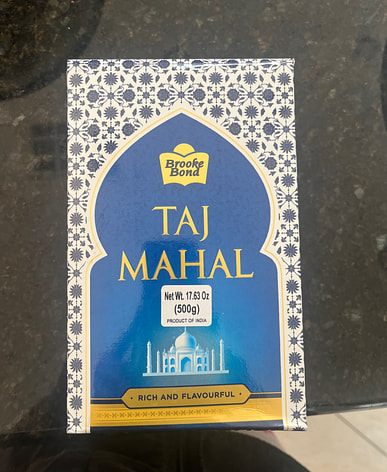 Brooke
Bond
TAJ
MAHAL
Net Wt. 17.63 Oz
(500g)
PRODUCT OF INDIA
RICH AND FLAVOURFUL